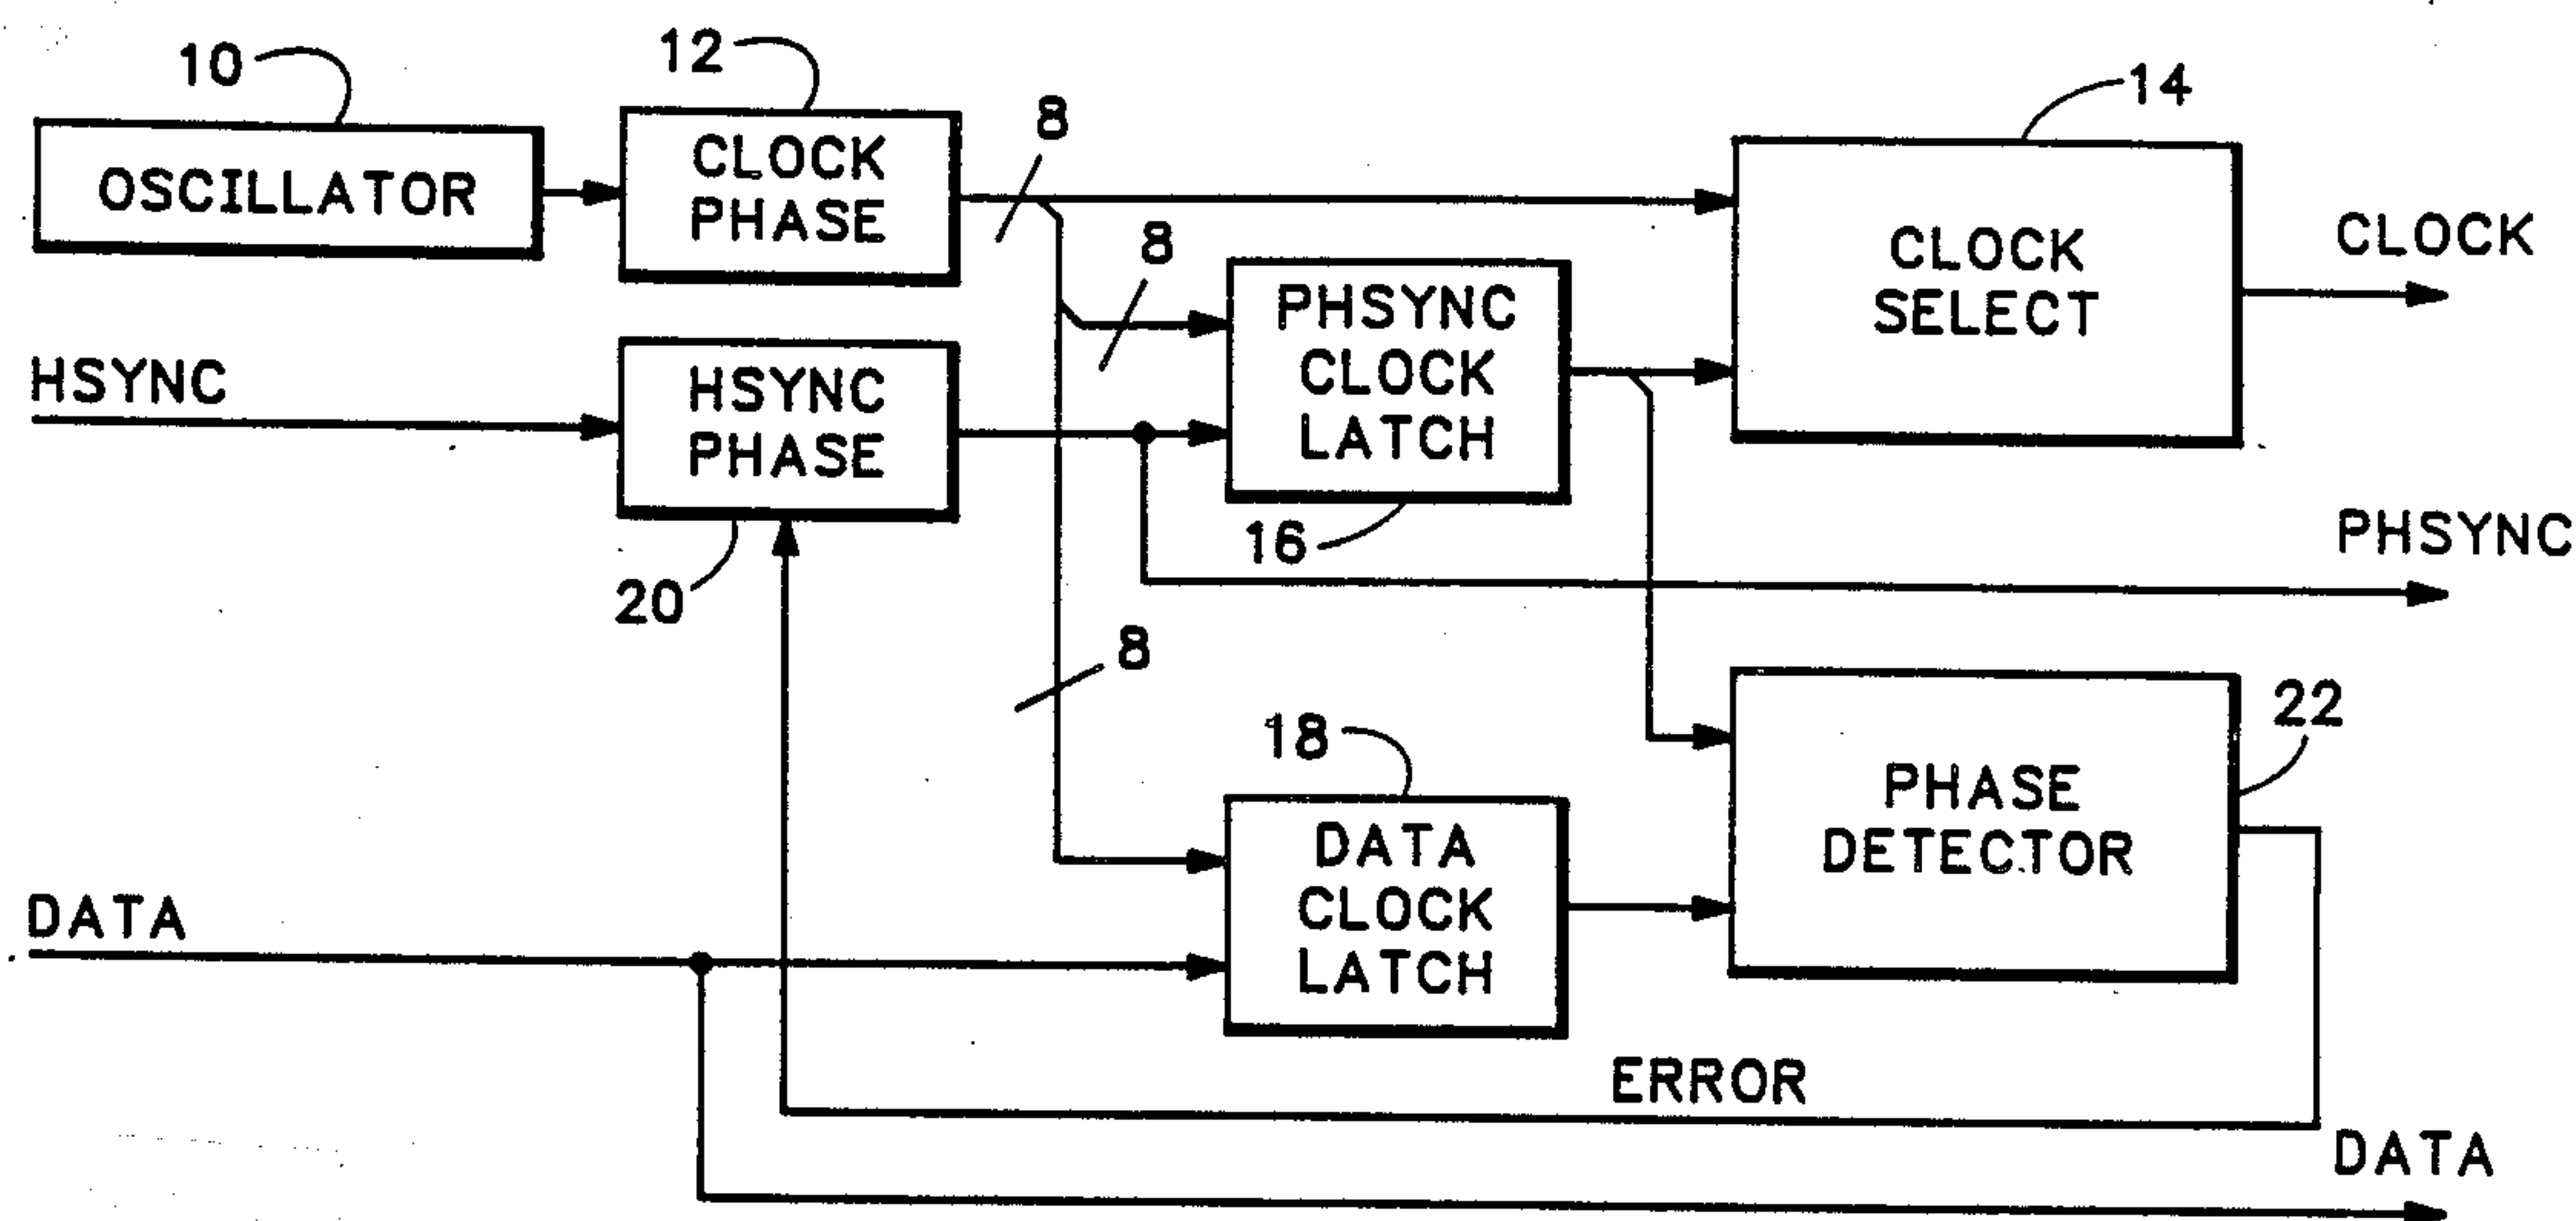 10
12
14
OSCILLATOR
CLOCK
PHASE
8
8
CLOCK
SELECT
CLOCK
HSYNC
HSYNC
PHASE
PHSYNC
CLOCK
LATCH
20
16
PHSYNC
8
18
22
DATA
DATA
CLOCK
LATCH
PHASE
DETECTOR
ERROR
DATA